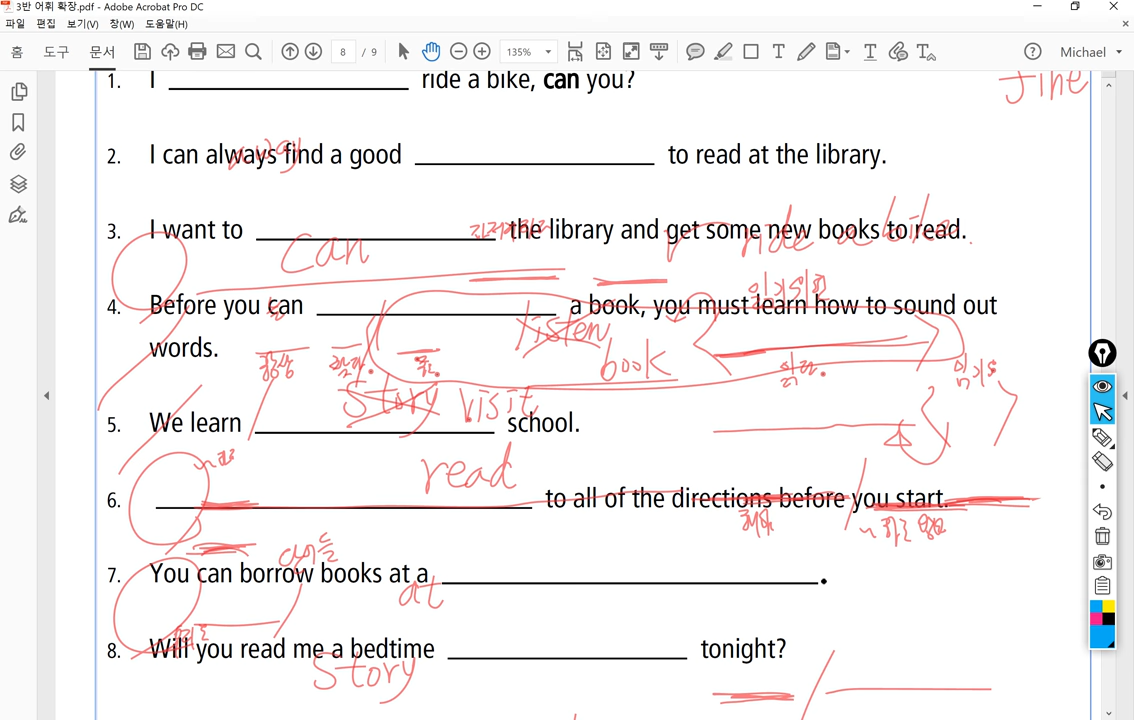 3반 어휘 확장.pdf - Adobe Acrobat Pro DC
파일 편집 보기(V) 창(W) 도움말(H)
홈 도구 문서 8 / 9 135% Michael
1. I ride a bike, can you?
fine
2. I can always find a good to read at the library.
away
3. I want to the library and get some new books to read.
can ride a bike.
4. Before you can a book, you must learn how to sound out
listen
words.
book
story visit
5. We learn school.
read
6. to all of the directions before you start.
7. You can borrow books at a .
at
8. Will you read me a bedtime tonight?
story